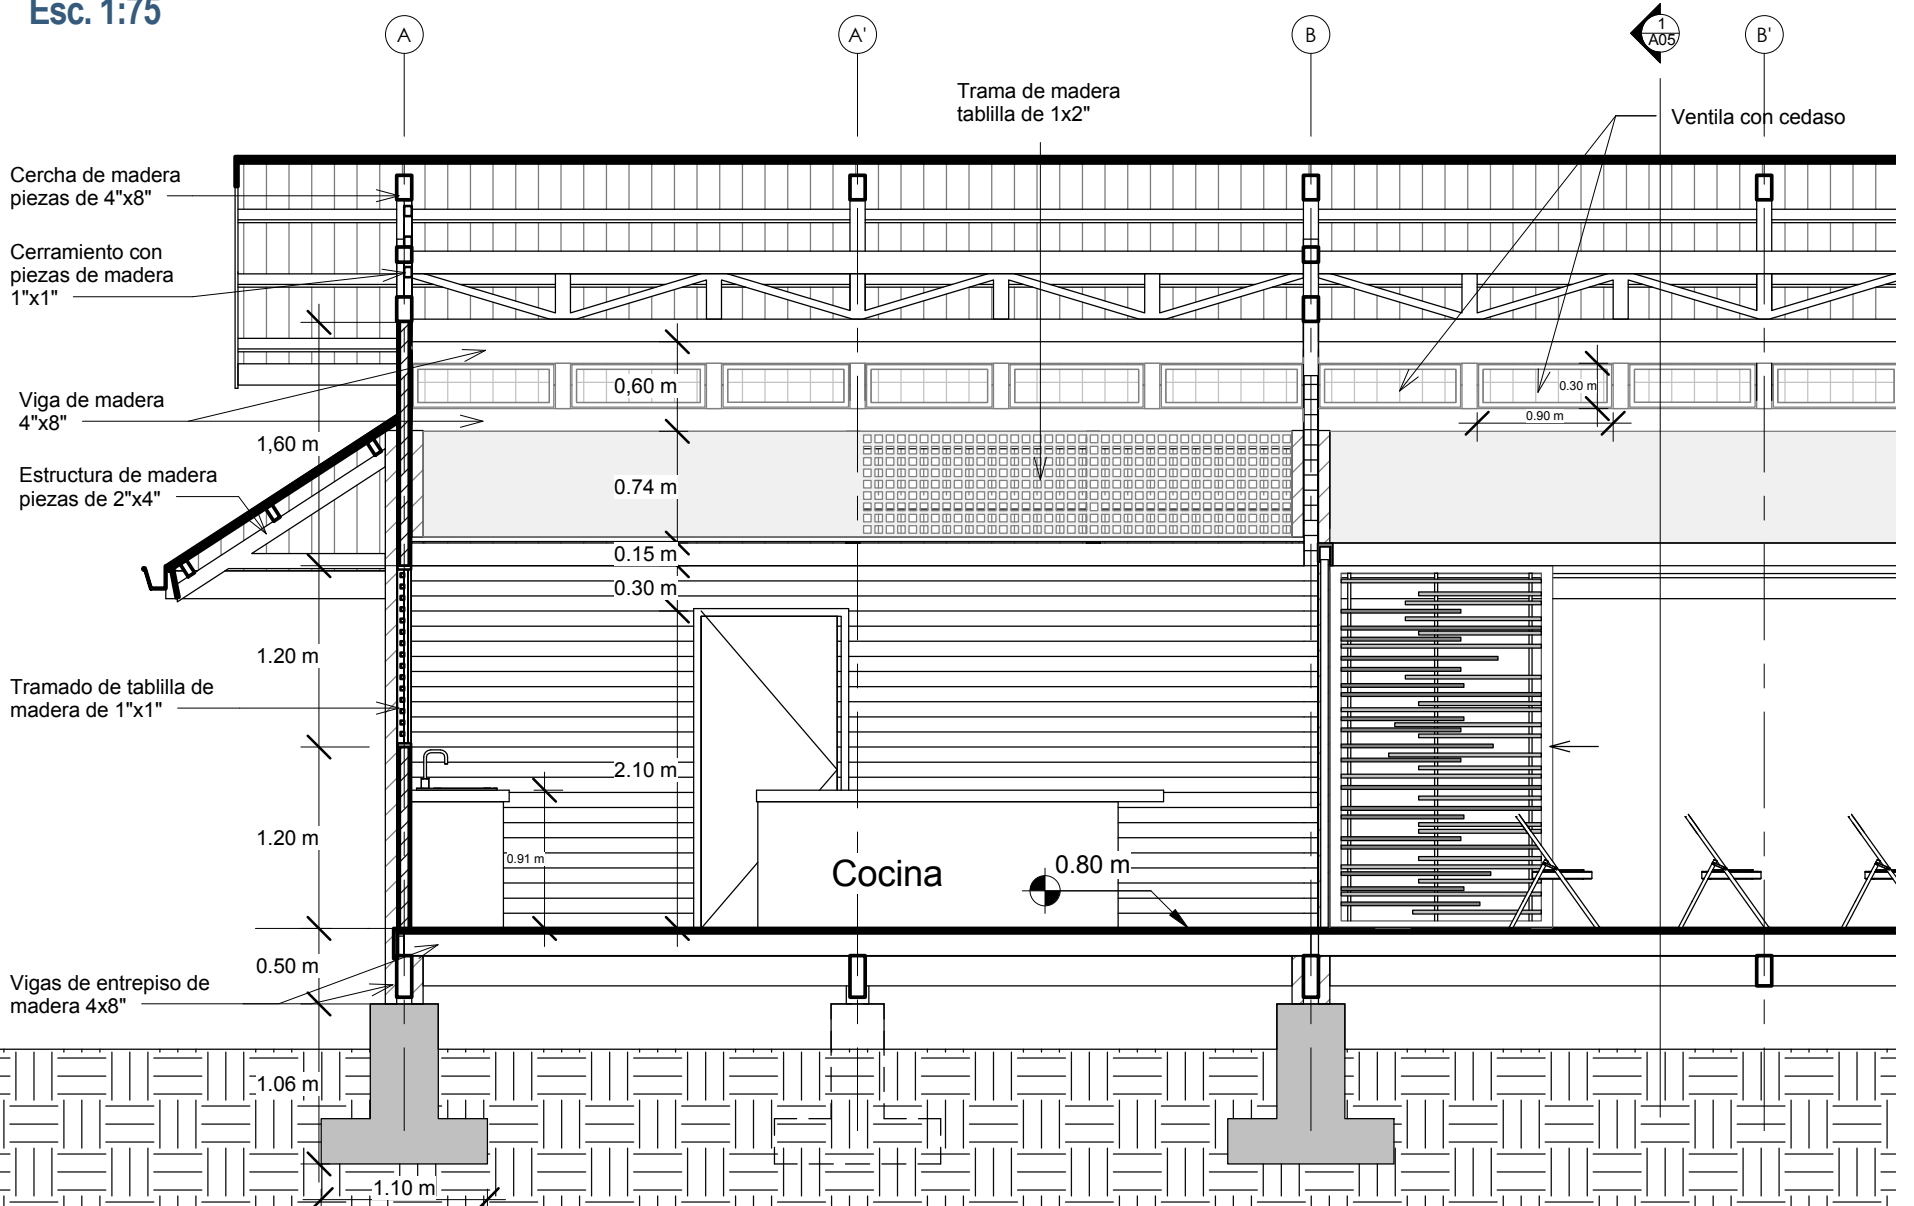 Esc. 1:75
A
A'
B
1
A05
B'
Trama de madera
tablilla de 1x2"
Ventila con cedaso
Cercha de madera
piezas de 4"x8"
Cerramiento con
piezas de madera
1"x1"
Viga de madera
4"x8"
0,60 m
0.30 m
0.90 m
1,60 m
Estructura de madera
piezas de 2"x4"
0.74 m
0.15 m
0.30 m
1.20 m
Tramado de tablilla de
madera de 1"x1"
2.10 m
1.20 m
0.91 m
Cocina
0.80 m
0.50 m
Vigas de entrepiso de
madera 4x8"
1.06 m
1.10 m